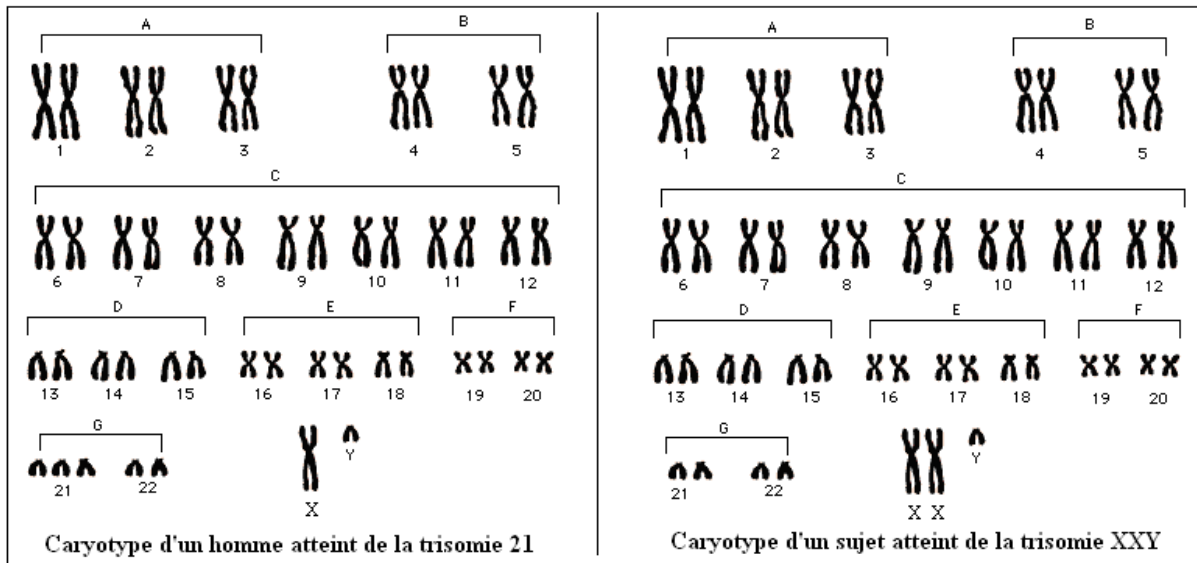 A B
1 2 3 4 5
C
6 7 8 9 10 11 12
D E F
13 14 15 16 17 18 19 20
G
21 22 X Y
Caryotype d'un homme atteint de la trisomie 21
A B
1 2 3 4 5
C
6 7 8 9 10 11 12
D E F
13 14 15 16 17 18 19 20
G
21 22 X X Y
Caryotype d'un sujet atteint de la trisomie XXY